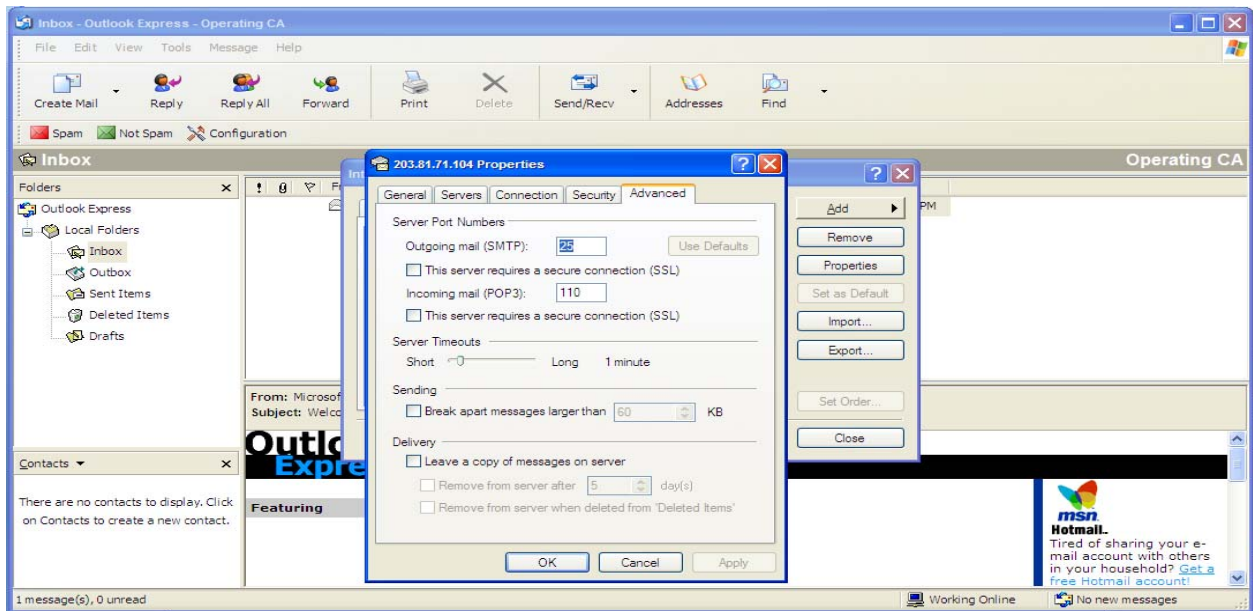 Inbox - Outlook Express - Operating CA
File Edit View Tools Message Help
Create Mail Reply Reply All Forward Print Delete Send/Recv Addresses Find
Spam Not Spam Configuration
Inbox Operating CA
Folders
Outlook Express
Local Folders
Inbox
Outbox
Sent Items
Deleted Items
Drafts
Contacts
There are no contacts to display. Click
on Contacts to create a new contact.
! F
PM
From: Microsof
Subject: Welco
Outlo
Expre
Featuring
Int
203.81.71.104 Properties
General Servers Connection Security Advanced
Server Port Numbers
Outgoing mail (SMTP): 25 Use Defaults
This server requires a secure connection (SSL)
Incoming mail (POP3): 110
This server requires a secure connection (SSL)
Server Timeouts
Short Long 1 minute
Sending
Break apart messages larger than 60 KB
Delivery
Leave a copy of messages on server
Remove from server after 5 day(s)
Remove from server when deleted from 'Deleted Items'
OK Cancel Apply
Add
Remove
Properties
Set as Default
Import...
Export...
Set Order...
Close
msn
Hotmail.
Tired of sharing your e-
mail account with others
in your household? Get a
free Hotmail account!
1 message(s), 0 unread Working Online No new messages